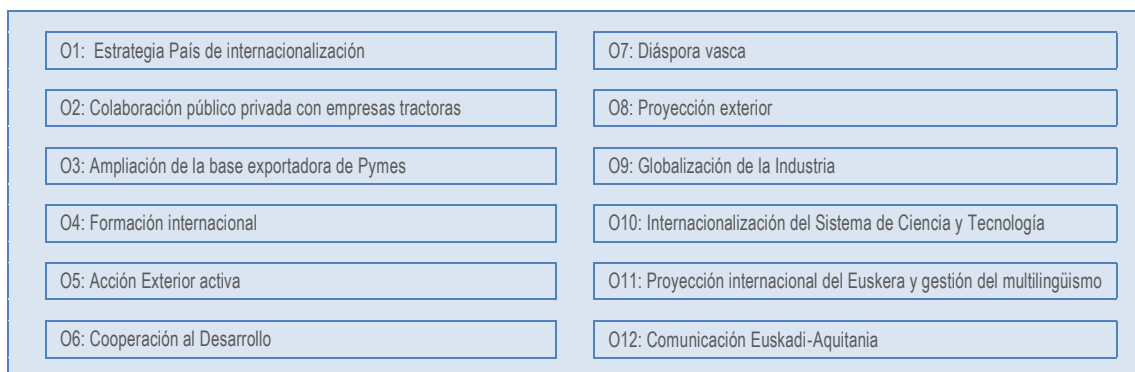 O1: Estrategia País de internacionalización
O2: Colaboración público privada con empresas tractoras
O3: Ampliación de la base exportadora de Pymes
O4: Formación internacional
O5: Acción Exterior activa
O6: Cooperación al Desarrollo
O7: Diáspora vasca
O8: Proyección exterior
O9: Globalización de la Industria
O10: Internacionalización del Sistema de Ciencia y Tecnología
O11: Proyección internacional del Euskera y gestión del multilingüismo
O12: Comunicación Euskadi-Aquitania